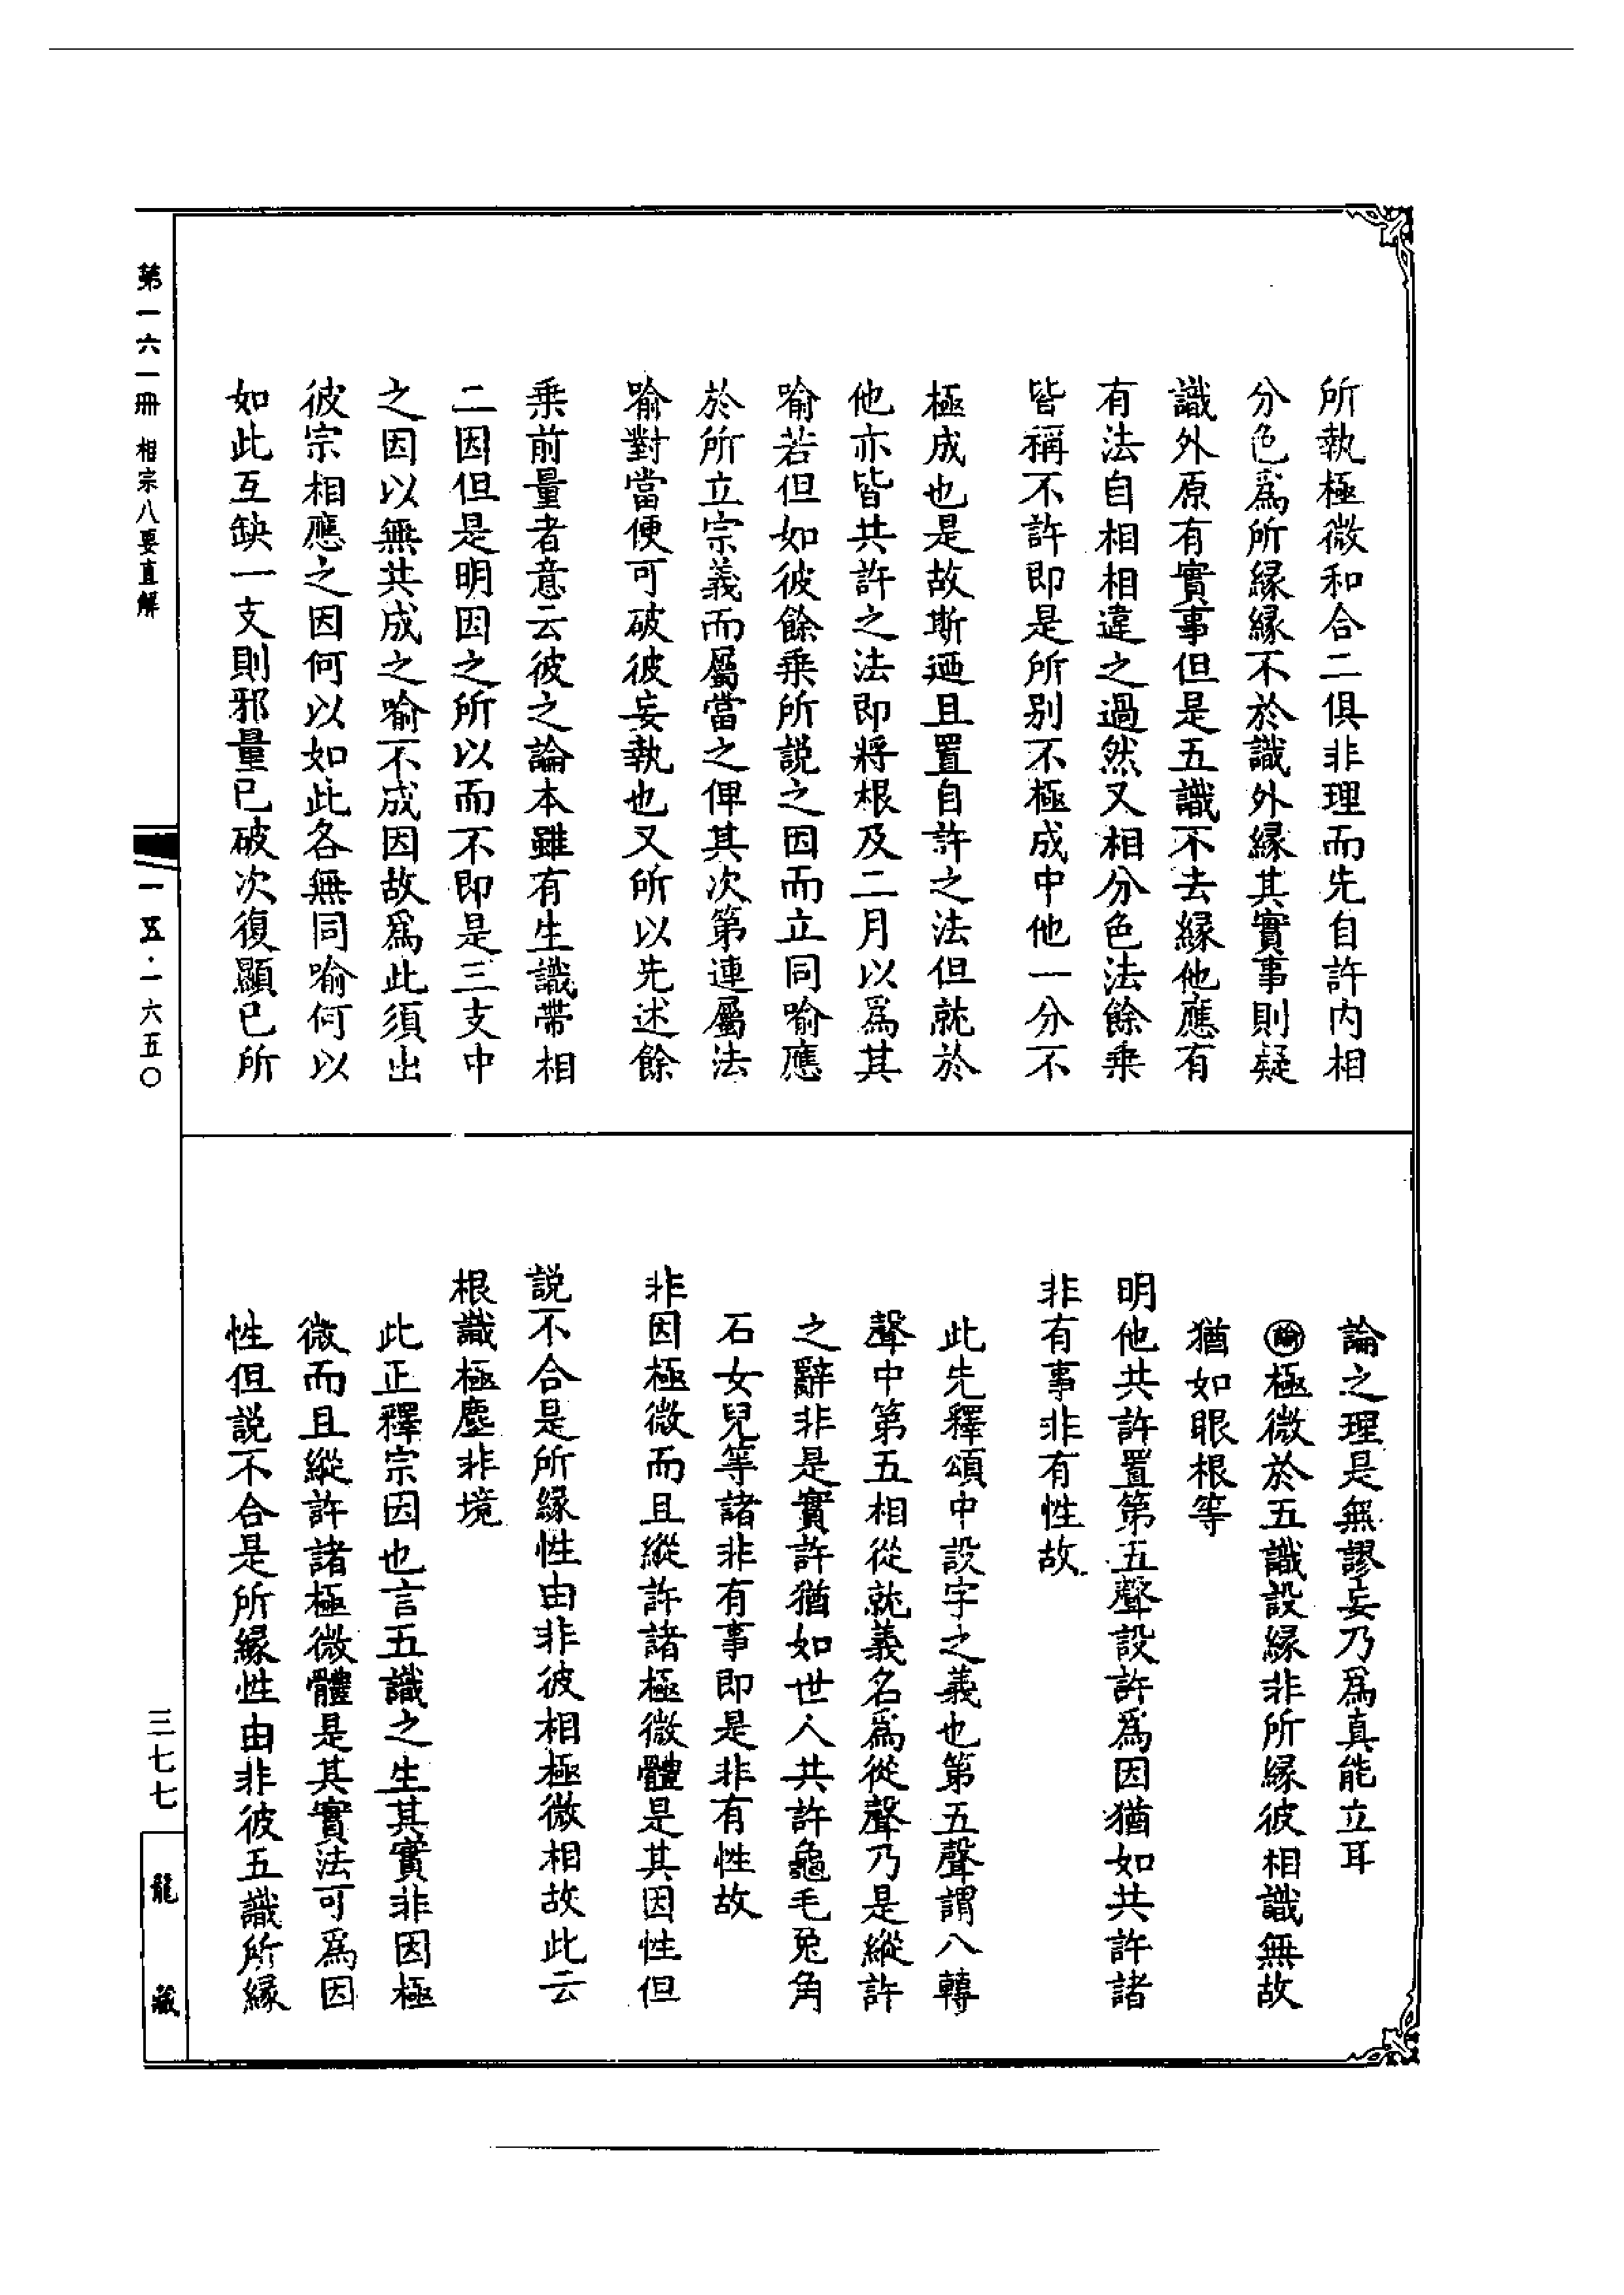 所執極微和合二俱非理而先自許内相
分色爲所緣緣不於識外緣其實事則疑
識外原有實事但是五識不去緣他應有
有法自相相違之過然又相分色法餘乗
皆稱不許即是所别不極成中他一分不
極成也是故斯廼且置自許之法但就於
他亦皆共許之法即將根及二月以爲其
喻若但如彼餘乗所説之因而立同喻應
於所立宗義而屬當之俾其次第連屬法
喻對當便可破彼妄執也又所以先述餘
乗前量者意云彼之論本雖有生識帶相
二因但是明因之所以而不即是三支中
之因以無共成之喻不成因故爲此須出
彼宗相應之因何以如此各無同喻何以
如此互缺一支則邪量已破次復顯已所
論之理是無謬妄乃爲真能立耳
㊁極微於五識設緣非所緣彼相識無故
猶如眼根等
明他共許置第五聲設許爲因猶如共許諸
非有事非有性故
此先釋頌中設字之義也第五聲謂八轉
聲中第五相從就義名爲從聲乃是縱許
之辭非是實許猶如世人共許龜毛兎角
石女兒等諸非有事即是非有性故
非因極微而且縱許諸極微體是其因性但
説不合是所緣性由非彼相極微相故此云
根識極塵非境
此正釋宗因也言五識之生其實非因極
微而且縱許諸極微體是其實法可爲因
性但説不合是所緣性由非彼五識所緣
第一六一冊 相宗八要直解
一五·一六五〇
三七七
龍藏